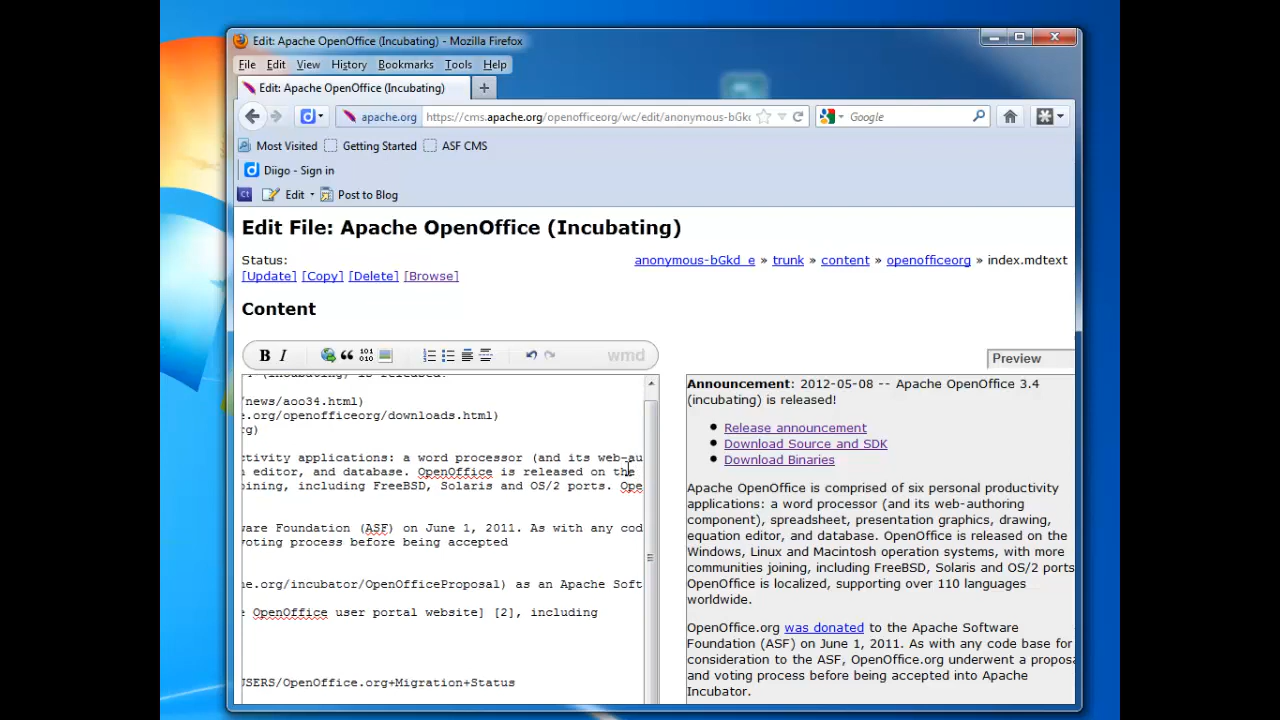 Edit: Apache OpenOffice (Incubating) - Mozilla Firefox
File Edit View History Bookmarks Tools Help
Edit: Apache OpenOffice (Incubating) +
d apache.org https://cms.apache.org/openofficeorg/wc/edit/anonymous-bGkc Google
Most Visited Getting Started ASF CMS
d Diigo - Sign in
Ct Edit Post to Blog
Edit File: Apache OpenOffice (Incubating)
Status: anonymous-bGkd_e » trunk » content » openofficeorg » index.mdtext
[Update] [Copy] [Delete] [Browse]
Content
B I wmd
Preview
(incubating) is released!
/news/aoo34.html)
e.org/openofficeorg/downloads.html)
rg)
ctivity applications: a word processor (and its web-au
n editor, and database. OpenOffice is released on the
oining, including FreeBSD, Solaris and OS/2 ports. Ope
ware Foundation (ASF) on June 1, 2011. As with any cod
voting process before being accepted
he.org/incubator/OpenOfficeProposal) as an Apache Soft
e OpenOffice user portal website] [2], including
USERS/OpenOffice.org+Migration+Status
Announcement: 2012-05-08 -- Apache OpenOffice 3.4
(incubating) is released!
Release announcement
Download Source and SDK
Download Binaries
Apache OpenOffice is comprised of six personal productivity
applications: a word processor (and its web-authoring
component), spreadsheet, presentation graphics, drawing,
equation editor, and database. OpenOffice is released on the
Windows, Linux and Macintosh operation systems, with more
communities joining, including FreeBSD, Solaris and OS/2 ports
OpenOffice is localized, supporting over 110 languages
worldwide.
OpenOffice.org was donated to the Apache Software
Foundation (ASF) on June 1, 2011. As with any code base for
consideration to the ASF, OpenOffice.org underwent a proposa
and voting process before being accepted into Apache
Incubator.